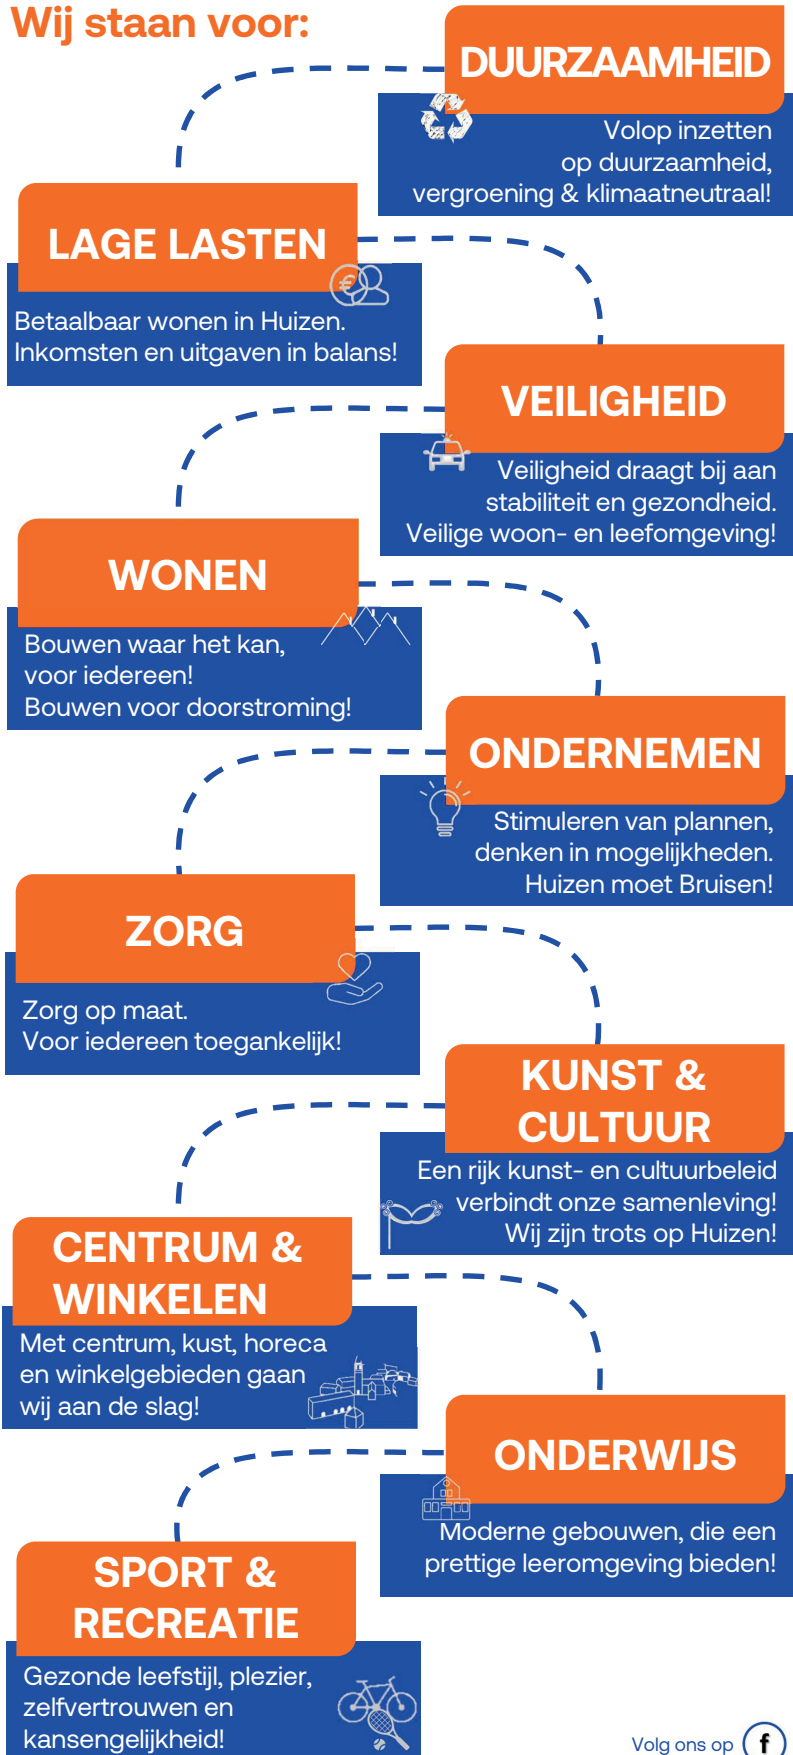 Wij staan voor:
DUURZAAMHEID
Volop inzetten
op duurzaamheid,
vergroening & klimaatneutraal!
LAGE LASTEN
€
Betaalbaar wonen in Huizen.
Inkomsten en uitgaven in balans!
VEILIGHEID
Veiligheid draagt bij aan
stabiliteit en gezondheid.
Veilige woon- en leefomgeving!
WONEN
Bouwen waar het kan,
voor iedereen!
Bouwen voor doorstroming!
ONDERNEMEN
Stimuleren van plannen,
denken in mogelijkheden.
Huizen moet Bruisen!
ZORG
Zorg op maat.
Voor iedereen toegankelijk!
KUNST &
CULTUUR
Een rijk kunst- en cultuurbeleid
verbindt onze samenleving!
Wij zijn trots op Huizen!
CENTRUM &
WINKELEN
Met centrum, kust, horeca
en winkelgebieden gaan
wij aan de slag!
ONDERWIJS
Moderne gebouwen, die een
prettige leeromgeving bieden!
SPORT &
RECREATIE
Gezonde leefstijl, plezier,
zelfvertrouwen en
kansengelijkheid!
Volg ons op f